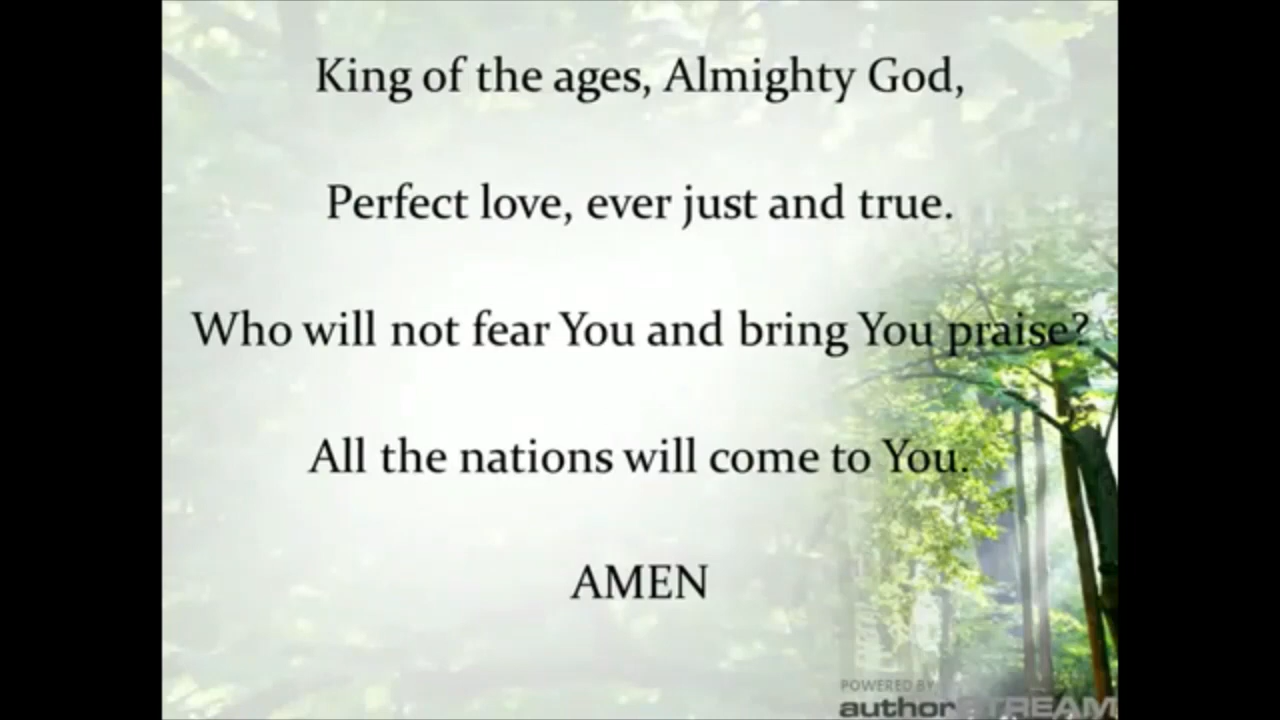 King of the ages, Almighty God,
Perfect love, ever just and true.
Who will not fear You and bring You praise?
All the nations will come to You.
AMEN
POWERED BY
authorSTREAM